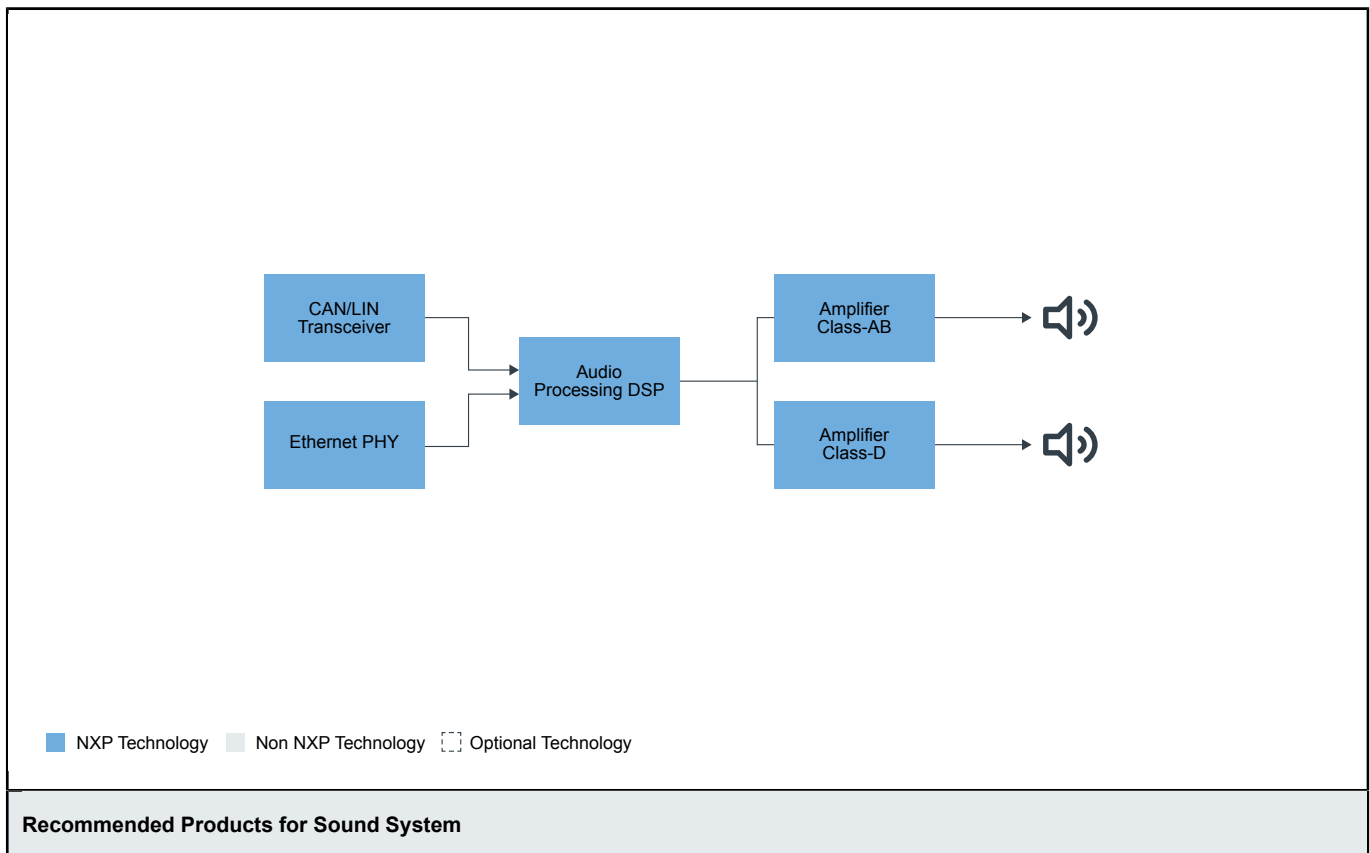 CAN/LIN
Transceiver
Ethernet PHY
Audio
Processing DSP
Amplifier
Class-AB
Amplifier
Class-D
NXP Technology
Non NXP Technology
Optional Technology
Recommended Products for Sound System